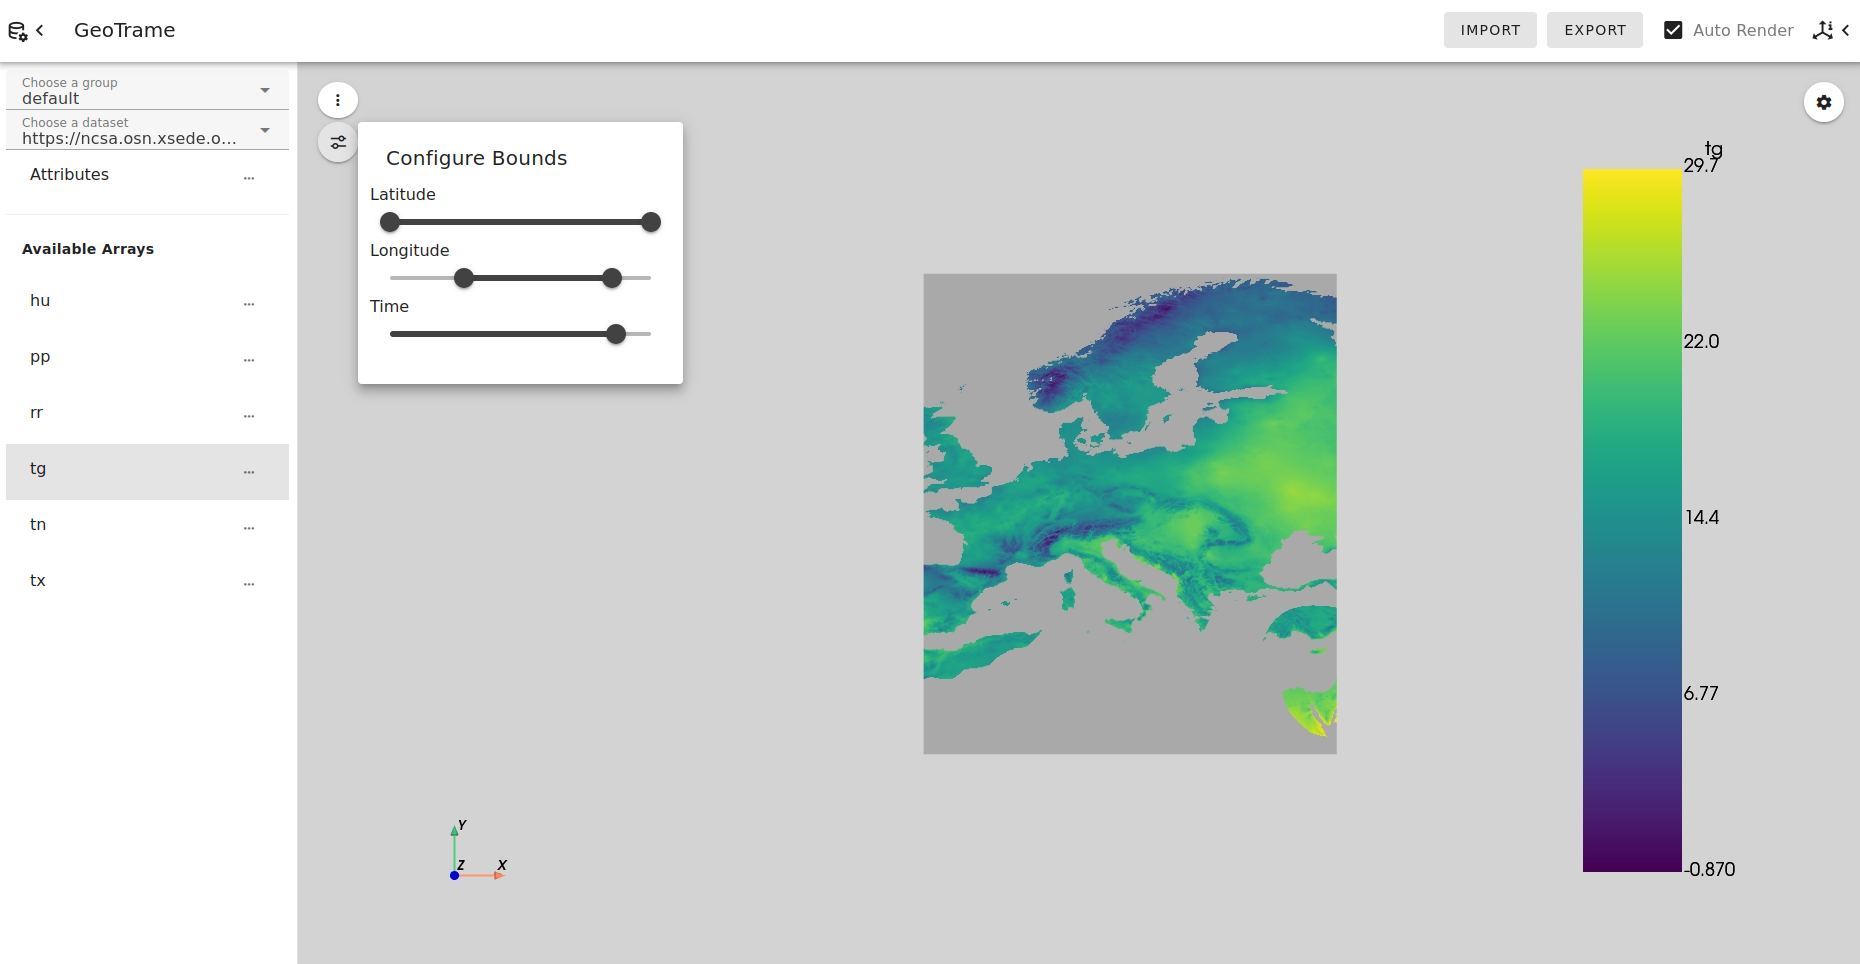 GeoTrame
IMPORT
EXPORT
Auto Render
Choose a group
default
Choose a dataset
https://ncsa.osn.xsede.o...
Attributes
...
Available Arrays
hu
...
pp
...
rr
...
tg
...
tn
...
tx
...
Configure Bounds
Latitude
Longitude
Time
tg
29.7
22.0
14.4
6.77
-0.870
Y
Z
X